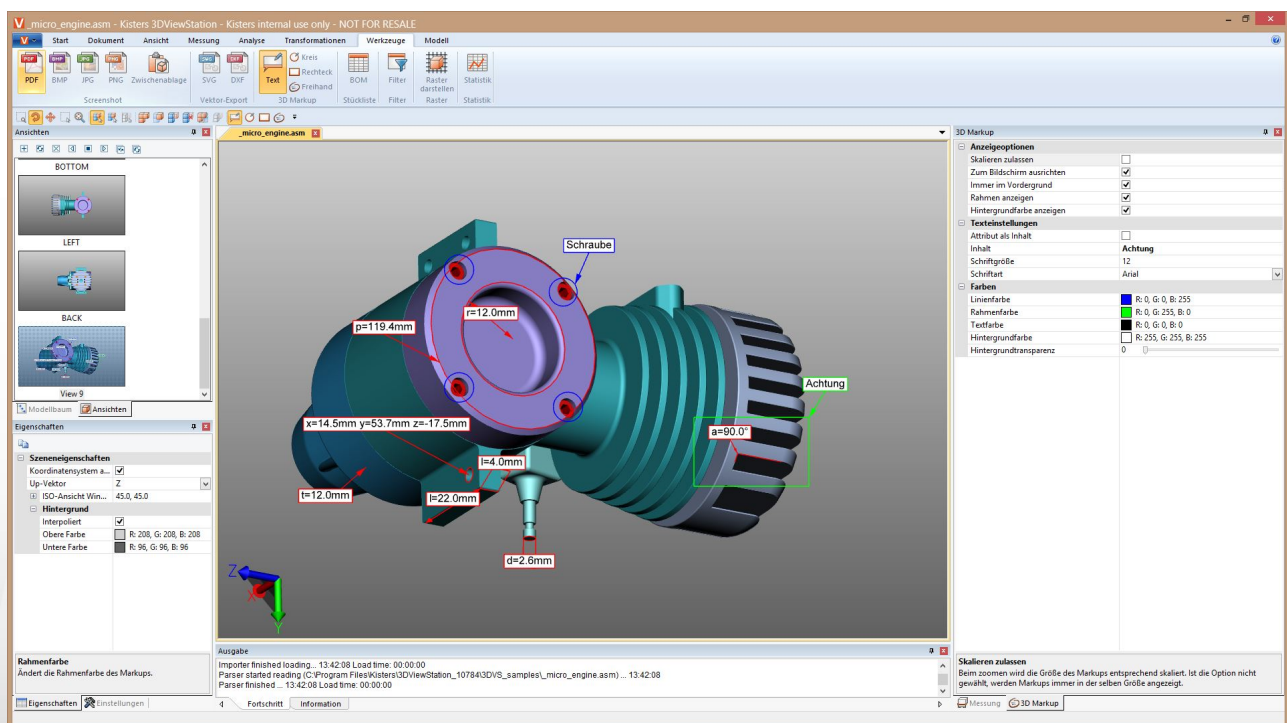 _micro_engine.asm - Kisters 3DViewStation - Kisters internal use only - NOT FOR RESALE
Start Dokument Ansicht Messung Analyse Transformationen Werkzeuge Modell
PDF BMP JPG PNG Zwischenablage SVG DXF Text Kreis Rechteck Freihand BOM Filter Raster darstellen Statistik
Screenshot Vektor-Export 3D Markup Stückliste Filter Raster Statistik
Ansichten
BOTTOM
LEFT
BACK
View 9
Modellbaum Ansichten
Eigenschaften
Szeneneigenschaften
Koordinatensystem a...
Up-Vektor Z
ISO-Ansicht Win... 45.0, 45.0
Hintergrund
Interpoliert
Obere Farbe R: 208, G: 208, B: 208
Untere Farbe R: 96, G: 96, B: 96
Rahmenfarbe
Ändert die Rahmenfarbe des Markups.
Eigenschaften Einstellungen
_micro_engine.asm
Schraube
r=12.0mm
p=119.4mm
Achtung
x=14.5mm y=53.7mm z=-17.5mm
a=90.0°
l=4.0mm
t=12.0mm
l=22.0mm
d=2.6mm
Z
X
Y
Ausgabe
Importer finished loading... 13:42:08 Load time: 00:00:00
Parser started reading (C:\Program Files\Kisters\3DViewStation_10784\3DVS_samples\_micro_engine.asm) ... 13:42:08
Parser finished ... 13:42:08 Load time: 00:00:00
Fortschritt Information
3D Markup
Anzeigeoptionen
Skalieren zulassen
Zum Bildschirm ausrichten
Immer im Vordergrund
Rahmen anzeigen
Hintergrundfarbe anzeigen
Texteinstellungen
Attribut als Inhalt
Inhalt Achtung
Schriftgröße 12
Schriftart Arial
Farben
Linienfarbe R: 0, G: 0, B: 255
Rahmenfarbe R: 0, G: 255, B: 0
Textfarbe R: 0, G: 0, B: 0
Hintergrundfarbe R: 255, G: 255, B: 255
Hintergrundtransparenz 0
Skalieren zulassen
Beim zoomen wird die Größe des Markups entsprechend skaliert. Ist die Option nicht
gewählt, werden Markups immer in der selben Größe angezeigt.
Messung 3D Markup